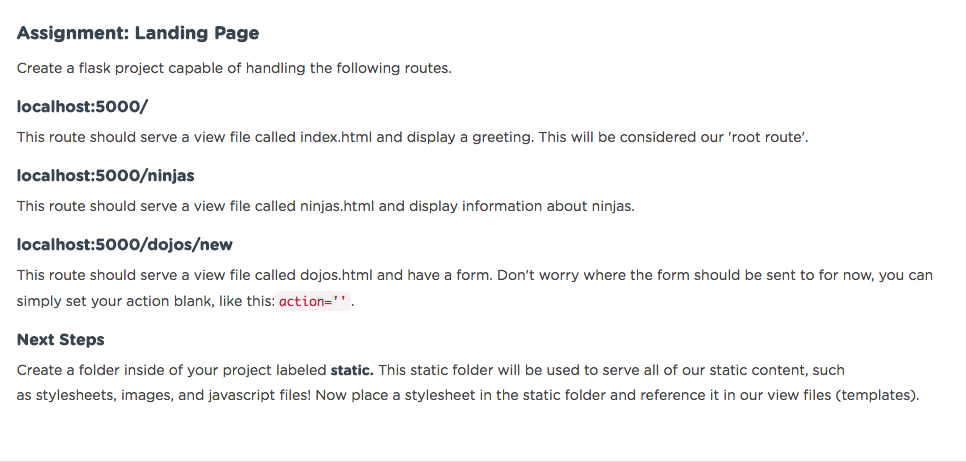 Assignment: Landing Page
Create a flask project capable of handling the following routes.
localhost:5000/
This route should serve a view file called index.html and display a greeting. This will be considered our 'root route'.
localhost:5000/ninjas
This route should serve a view file called ninjas.html and display information about ninjas.
localhost:5000/dojos/new
This route should serve a view file called dojos.html and have a form. Don't worry where the form should be sent to for now, you can
simply set your action blank, like this: action=''.
Next Steps
Create a folder inside of your project labeled static. This static folder will be used to serve all of our static content, such
as stylesheets, images, and javascript files! Now place a stylesheet in the static folder and reference it in our view files (templates).